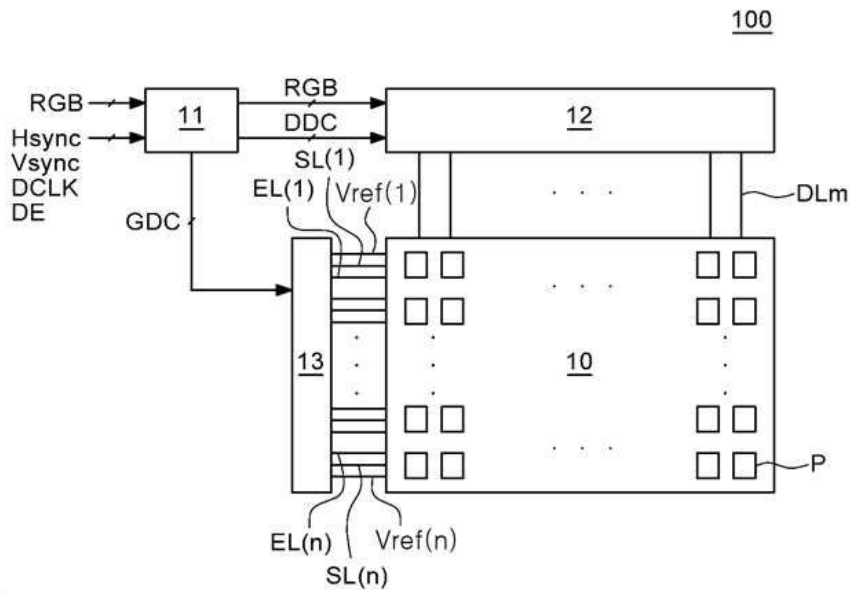 100
RGB
11
RGB
DDC
12
Hsync
Vsync
DCLK
DE
SL(1)
EL(1)
Vref(1)
DLm
GDC
13
10
P
EL(n)
Vref(n)
SL(n)